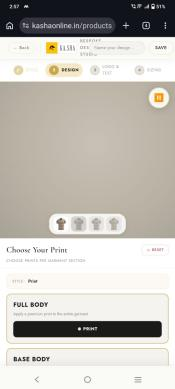 2:57
51%
kashaonline.in/products
4
← Back
KASHA
BESPOKE
DES
STUDIO
Name your design...
SAVE
1 STYLE
2 DESIGN
3 LOGO & TEXT
4 SIZING
Choose Your Print
RESET
CHOOSE PRINTS PER GARMENT SECTION
STYLE: Print
FULL BODY
Apply a premium print to the entire garment
PRINT
BASE BODY